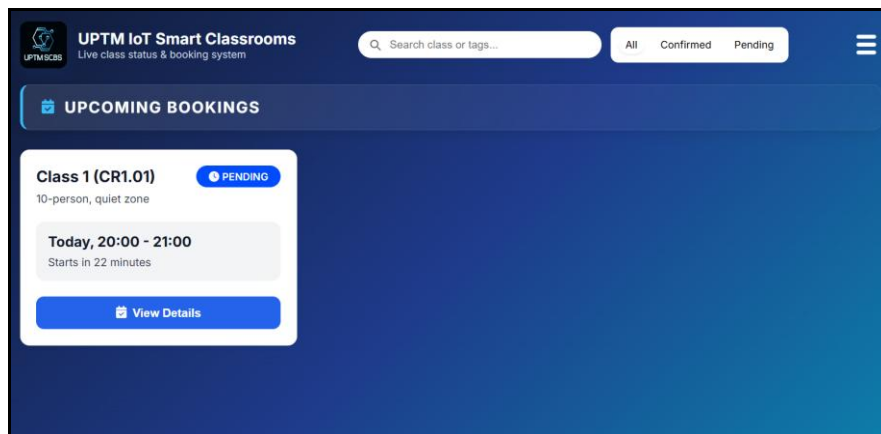 UPTM SCBS
UPTM IoT Smart Classrooms
Live class status & booking system
Search class or tags...
All Confirmed Pending
UPCOMING BOOKINGS
Class 1 (CR1.01)
PENDING
10-person, quiet zone
Today, 20:00 - 21:00
Starts in 22 minutes
View Details